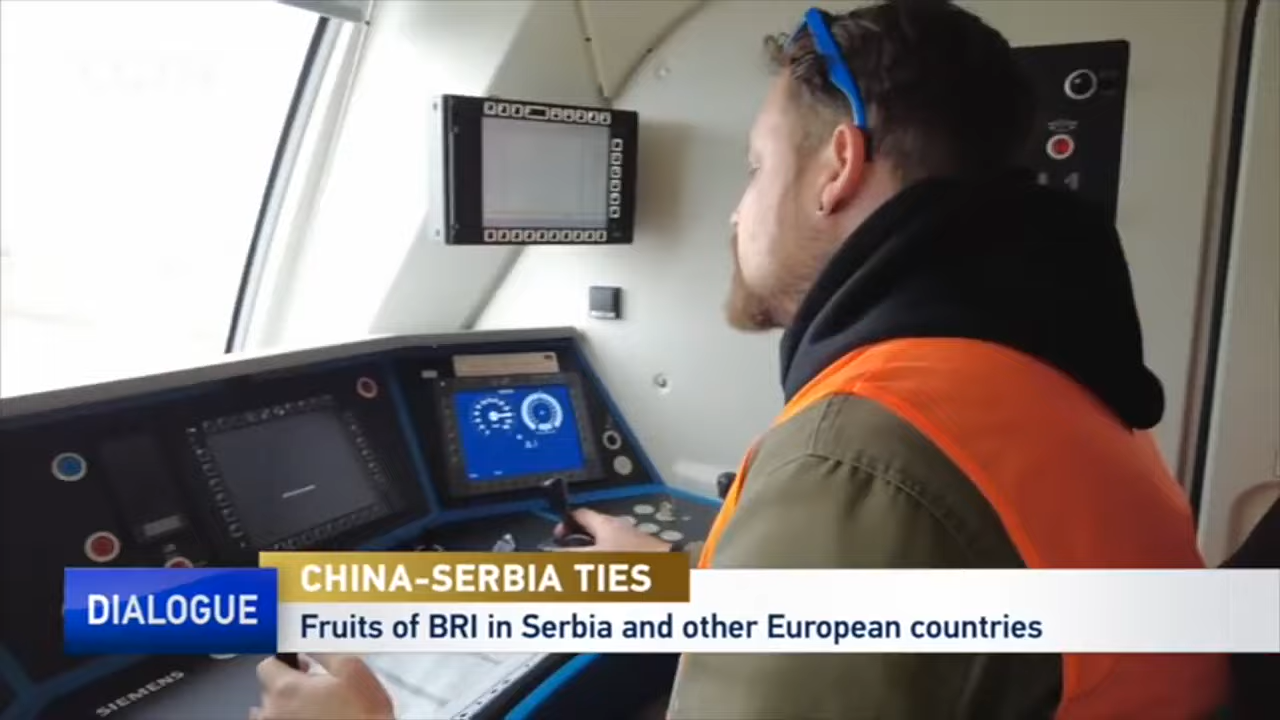 CHINA-SERBIA TIES
DIALOGUE
Fruits of BRI in Serbia and other European countries
SIEMENS